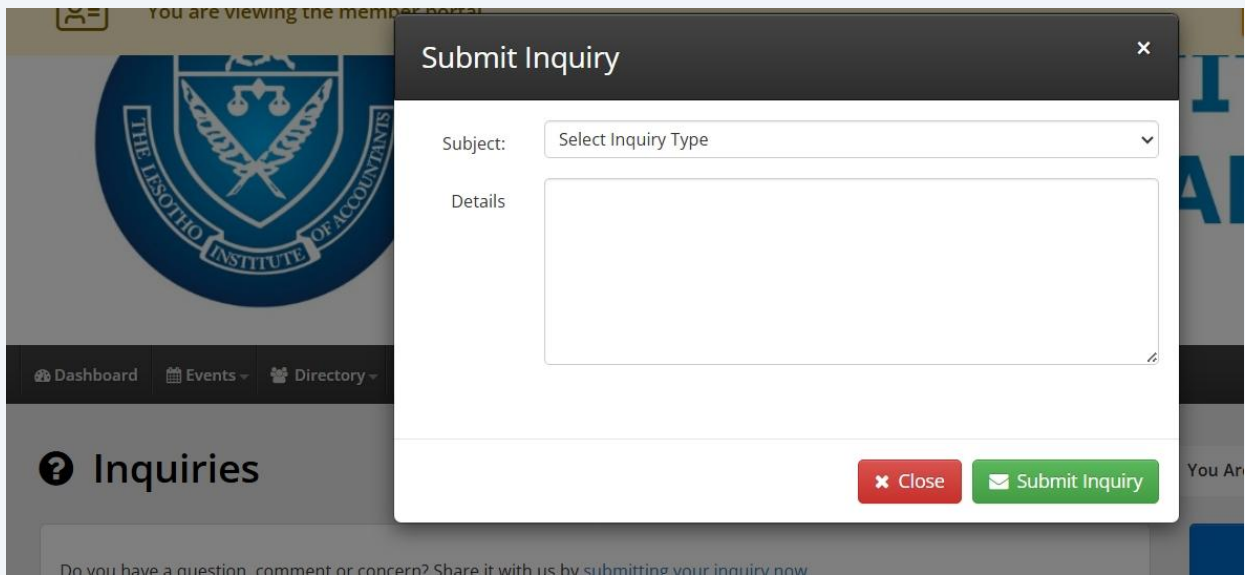 You are viewing the member portal
Submit Inquiry
×
Subject:
Select Inquiry Type
Details
THE LESOTHO INSTITUTE OF ACCOUNTANTS
Dashboard
Events
Directory
Inquiries
Close
Submit Inquiry
You Are
Do you have a question, comment or concern? Share it with us by submitting your inquiry now